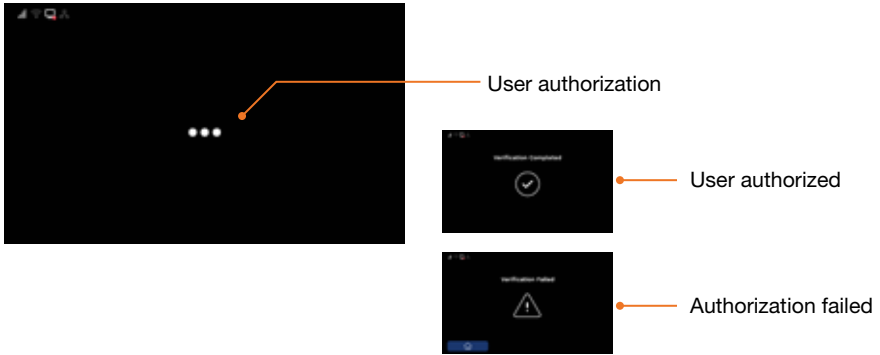 User authorization
Verification Completed
User authorized
Verification Failed
Authorization failed